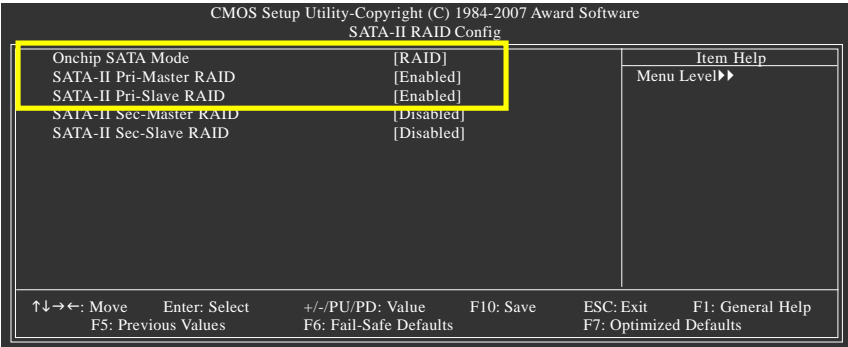 CMOS Setup Utility-Copyright (C) 1984-2007 Award Software
SATA-II RAID Config
Onchip SATA Mode [RAID]
SATA-II Pri-Master RAID [Enabled]
SATA-II Pri-Slave RAID [Enabled]
SATA-II Sec-Master RAID [Disabled]
SATA-II Sec-Slave RAID [Disabled]
Item Help
Menu Level
↑↓→←: Move Enter: Select +/-/PU/PD: Value F10: Save ESC: Exit F1: General Help
F5: Previous Values F6: Fail-Safe Defaults F7: Optimized Defaults